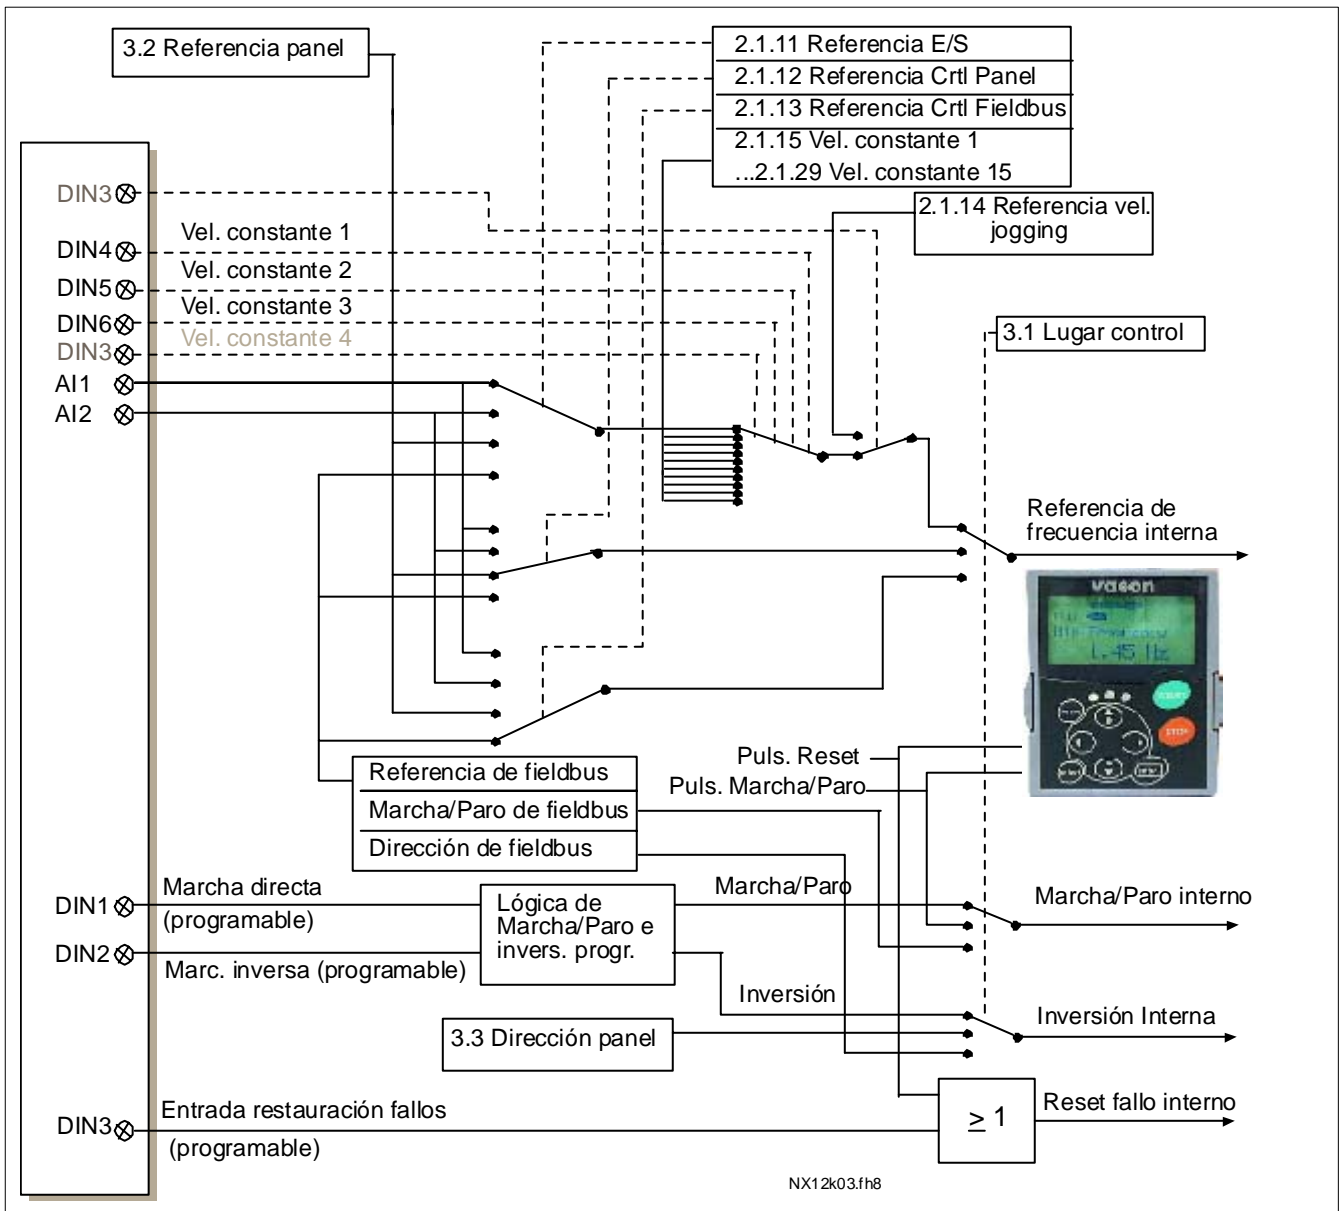 3.2 Referencia panel
2.1.11 Referencia E/S
2.1.12 Referencia Crtl Panel
2.1.13 Referencia Crtl Fieldbus
2.1.15 Vel. constante 1
...2.1.29 Vel. constante 15
2.1.14 Referencia vel.
jogging
3.1 Lugar control
DIN3
DIN4
Vel. constante 1
DIN5
Vel. constante 2
DIN6
Vel. constante 3
DIN3
Vel. constante 4
AI1
AI2
Referencia de
frecuencia interna
vacon
1.45 Hz
STOP
Puls. Reset
Puls. Marcha/Paro
Referencia de fieldbus
Marcha/Paro de fieldbus
Dirección de fieldbus
DIN1
Marcha directa
(programable)
DIN2
Marc. inversa (programable)
Lógica de
Marcha/Paro e
invers. progr.
Marcha/Paro
Marcha/Paro interno
Inversión
Inversión Interna
3.3 Dirección panel
DIN3
Entrada restauración fallos
(programable)
≥ 1
Reset fallo interno
NX12k03.fh8